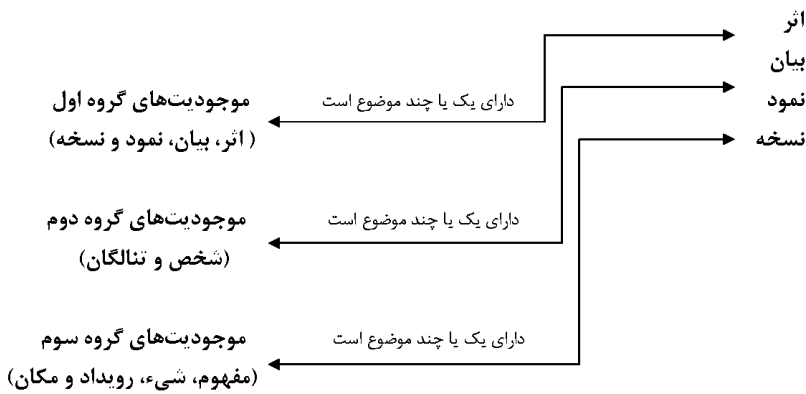 اثر
بیان
نمود
نسخه
دارای یک یا چند موضوع است
موجودیت‌های گروه اول
( اثر، بیان، نمود و نسخه)
دارای یک یا چند موضوع است
موجودیت‌های گروه دوم
(شخص و تنالگان)
دارای یک یا چند موضوع است
موجودیت‌های گروه سوم
(مفهوم، شیء، رویداد و مکان)